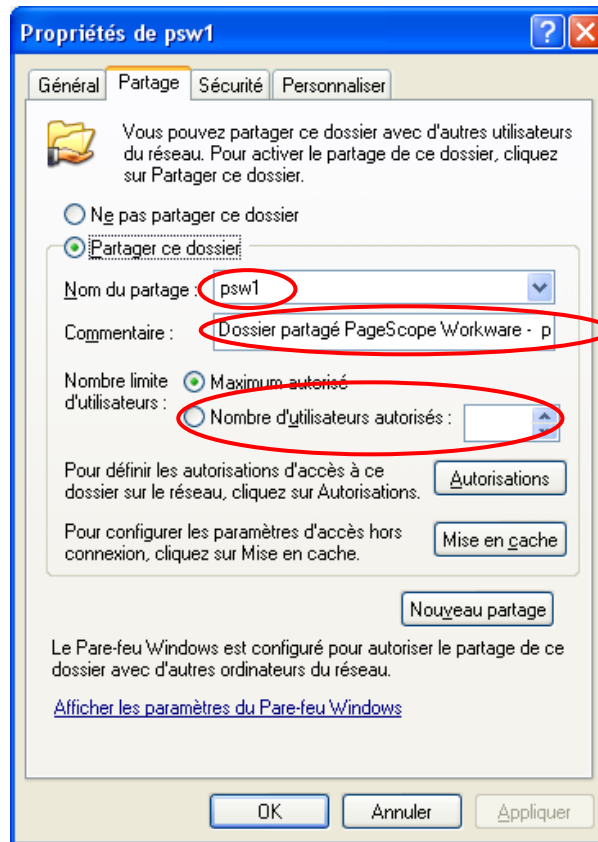 Propriétés de psw1
Général Partage Sécurité Personnaliser
Vous pouvez partager ce dossier avec d'autres utilisateurs
du réseau. Pour activer le partage de ce dossier, cliquez
sur Partager ce dossier.
Ne pas partager ce dossier
Partager ce dossier
Nom du partage : psw1
Commentaire : Dossier partagé PageScope Workware - p
Nombre limite
d'utilisateurs :
Maximum autorisé
Nombre d'utilisateurs autorisés :
Pour définir les autorisations d'accès à ce
dossier sur le réseau, cliquez sur Autorisations.
Autorisations
Pour configurer les paramètres d'accès hors
connexion, cliquez sur Mise en cache.
Mise en cache
Nouveau partage
Le Pare-feu Windows est configuré pour autoriser le partage de ce
dossier avec d'autres ordinateurs du réseau.
Afficher les paramètres du Pare-feu Windows
OK Annuler Appliquer